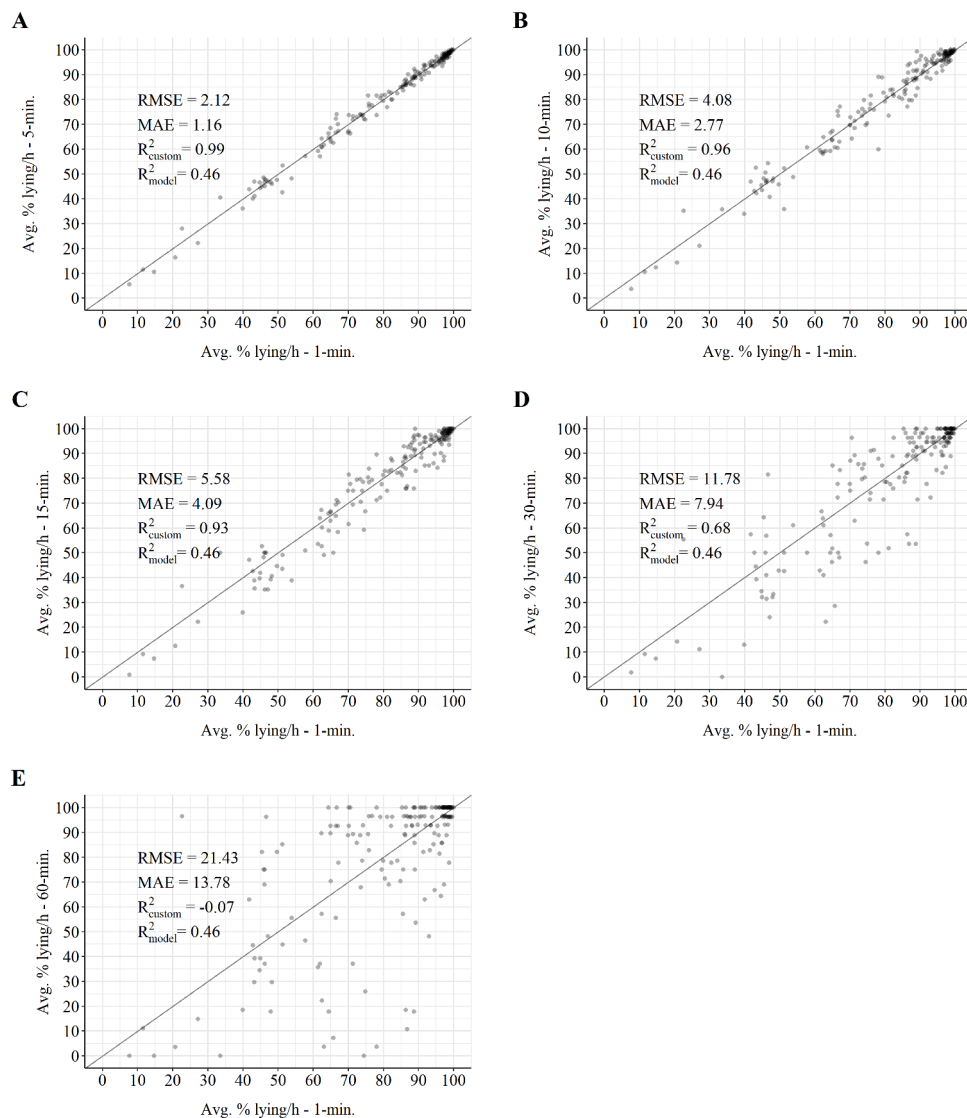 A
Avg. % lying/h - 5-min.
100
90
80
70
60
50
40
30
20
10
0
RMSE = 2.12
MAE = 1.16
R²custom = 0.99
R²model = 0.46
0 10 20 30 40 50 60 70 80 90 100
Avg. % lying/h - 1-min.
B
Avg. % lying/h - 10-min.
100
90
80
70
60
50
40
30
20
10
0
RMSE = 4.08
MAE = 2.77
R²custom = 0.96
R²model = 0.46
0 10 20 30 40 50 60 70 80 90 100
Avg. % lying/h - 1-min.
C
Avg. % lying/h - 15-min.
100
90
80
70
60
50
40
30
20
10
0
RMSE = 5.58
MAE = 4.09
R²custom = 0.93
R²model = 0.46
0 10 20 30 40 50 60 70 80 90 100
Avg. % lying/h - 1-min.
D
Avg. % lying/h - 30-min.
100
90
80
70
60
50
40
30
20
10
0
RMSE = 11.78
MAE = 7.94
R²custom = 0.68
R²model = 0.46
0 10 20 30 40 50 60 70 80 90 100
Avg. % lying/h - 1-min.
E
Avg. % lying/h - 60-min.
100
90
80
70
60
50
40
30
20
10
0
RMSE = 21.43
MAE = 13.78
R²custom = -0.07
R²model = 0.46
0 10 20 30 40 50 60 70 80 90 100
Avg. % lying/h - 1-min.